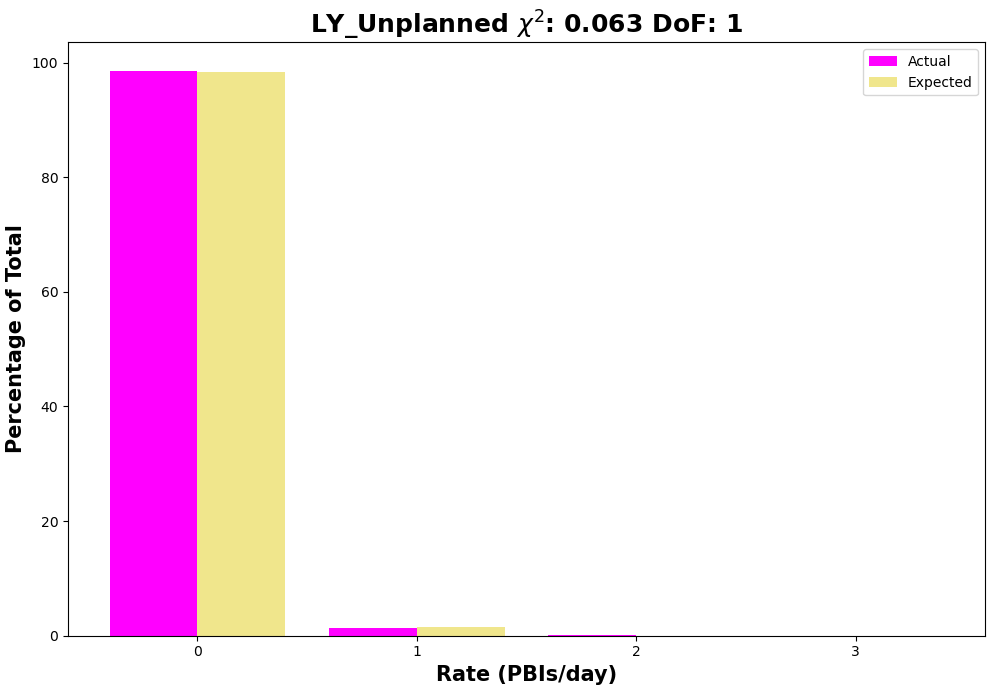 LY_Unplanned χ²: 0.063 DoF: 1
Actual
Expected
Percentage of Total
100
80
60
40
20
0
0 1 2 3
Rate (PBIs/day)